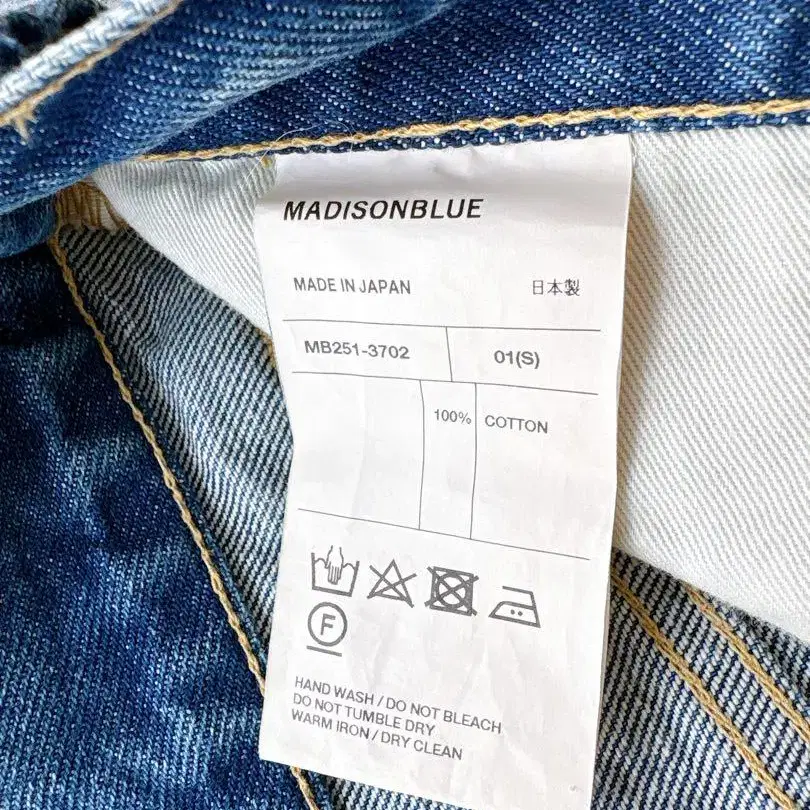 MADISONBLUE
MADE IN JAPAN 日本製
MB251-3702 01(S)
100% COTTON
F
HAND WASH / DO NOT BLEACH
DO NOT TUMBLE DRY
WARM IRON / DRY CLEAN